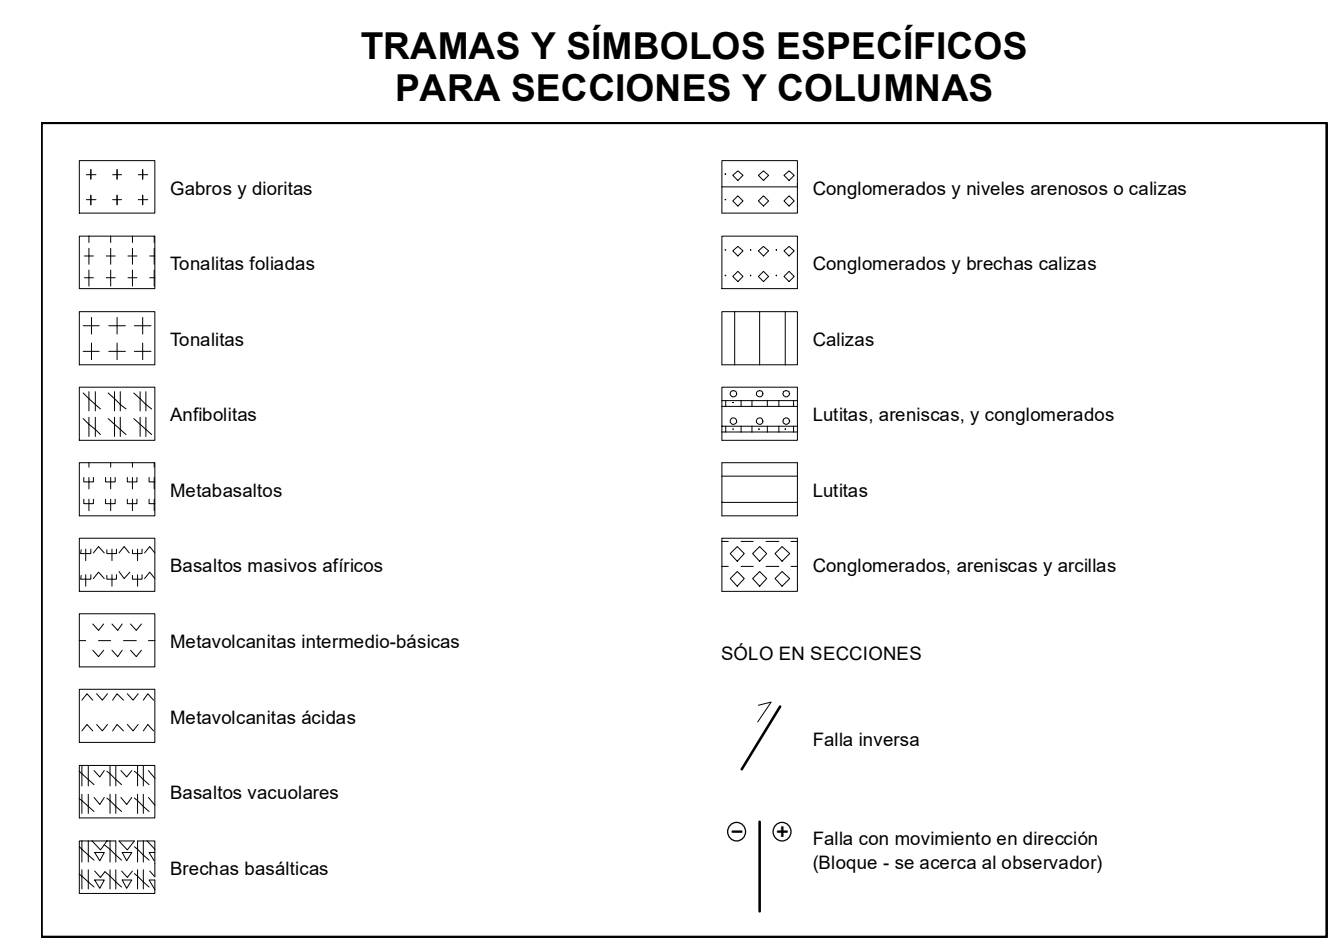 TRAMAS Y SÍMBOLOS ESPECÍFICOS
PARA SECCIONES Y COLUMNAS
Gabros y dioritas
Tonalitas foliadas
Tonalitas
Anfibolitas
Metabasaltos
Basaltos masivos afíricos
Metavolcanitas intermedio-básicas
Metavolcanitas ácidas
Basaltos vacuolares
Brechas basálticas
Conglomerados y niveles arenosos o calizas
Conglomerados y brechas calizas
Calizas
Lutitas, areniscas, y conglomerados
Lutitas
Conglomerados, areniscas y arcillas
SÓLO EN SECCIONES
Falla inversa
Falla con movimiento en dirección
(Bloque - se acerca al observador)